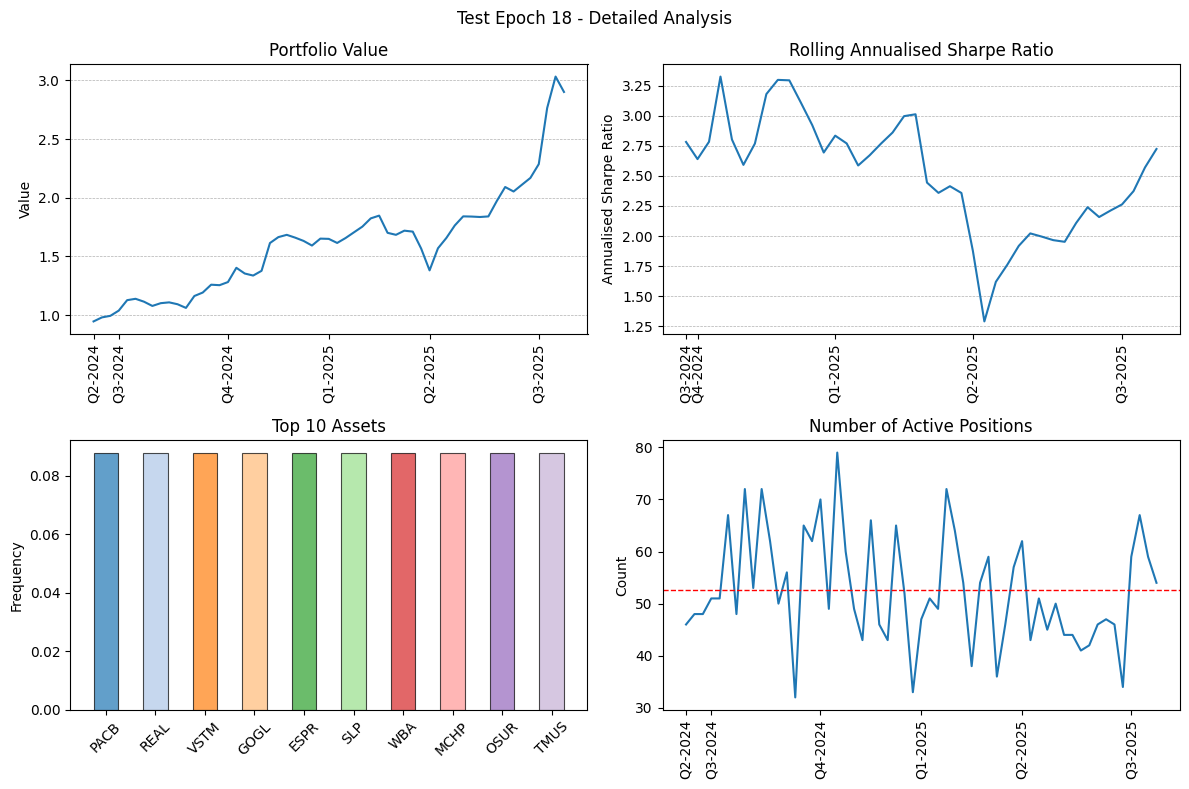 Test Epoch 18 - Detailed Analysis
Portfolio Value
Value
3.0
2.5
2.0
1.5
1.0
Q2-2024
Q3-2024
Q4-2024
Q1-2025
Q2-2025
Q3-2025
Rolling Annualised Sharpe Ratio
Annualised Sharpe Ratio
3.25
3.00
2.75
2.50
2.25
2.00
1.75
1.50
1.25
Q3-2024
Q4-2024
Q1-2025
Q2-2025
Q3-2025
Top 10 Assets
Frequency
0.08
0.06
0.04
0.02
0.00
PACB
REAL
VSTM
GOGL
ESPR
SLP
WBA
MCHP
OSUR
TMUS
Number of Active Positions
Count
80
70
60
50
40
30
Q2-2024
Q3-2024
Q4-2024
Q1-2025
Q2-2025
Q3-2025